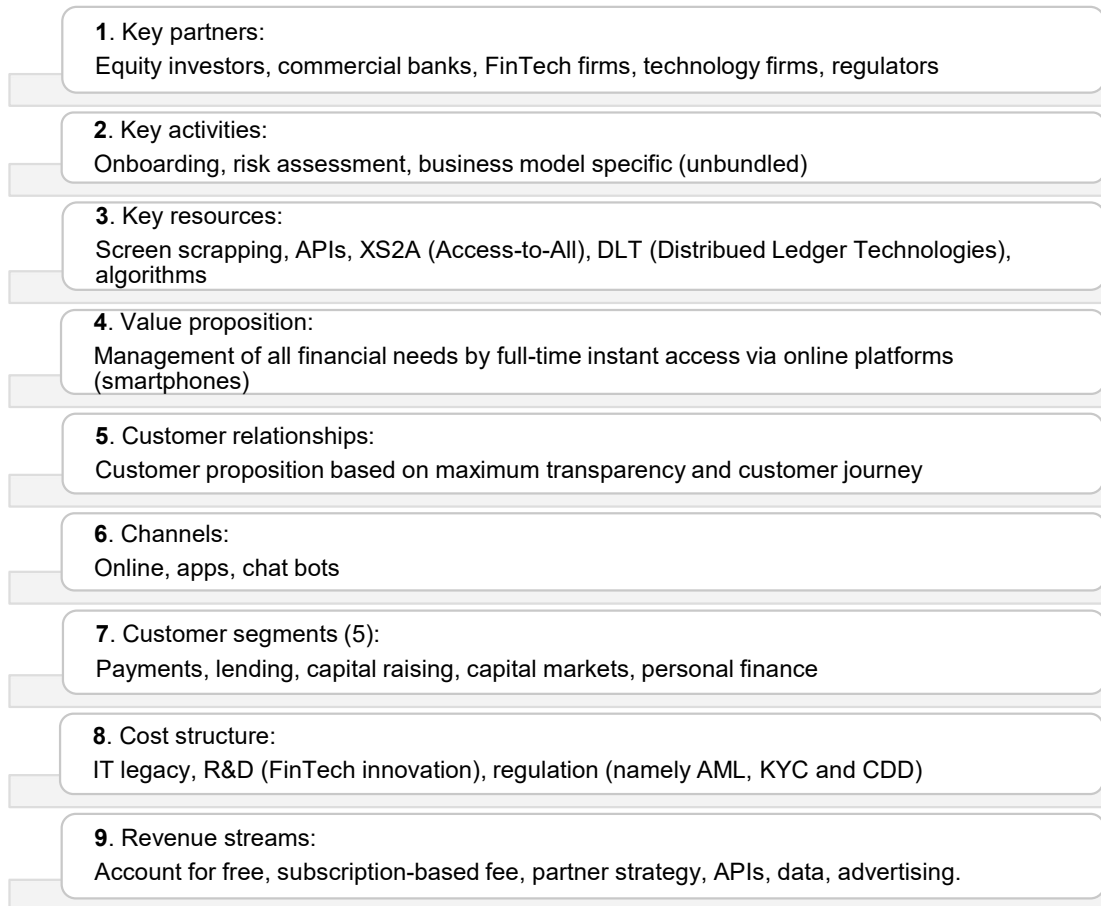 1. Key partners:
Equity investors, commercial banks, FinTech firms, technology firms, regulators
2. Key activities:
Onboarding, risk assessment, business model specific (unbundled)
3. Key resources:
Screen scrapping, APIs, XS2A (Access-to-All), DLT (Distribued Ledger Technologies),
algorithms
4. Value proposition:
Management of all financial needs by full-time instant access via online platforms
(smartphones)
5. Customer relationships:
Customer proposition based on maximum transparency and customer journey
6. Channels:
Online, apps, chat bots
7. Customer segments (5):
Payments, lending, capital raising, capital markets, personal finance
8. Cost structure:
IT legacy, R&D (FinTech innovation), regulation (namely AML, KYC and CDD)
9. Revenue streams:
Account for free, subscription-based fee, partner strategy, APIs, data, advertising.